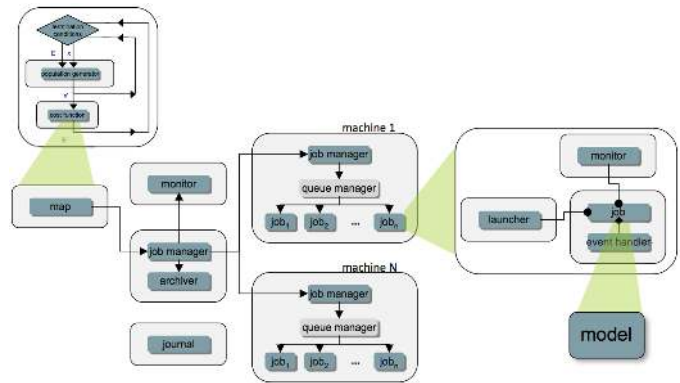 termination
conditions
population generator
cost function
map
monitor
job manager
archiver
journal
machine 1
job manager
queue manager
job₁ job₂ ... jobₙ
machine N
job manager
queue manager
job₁ job₂ ... jobₙ
monitor
launcher
job
event handler
model